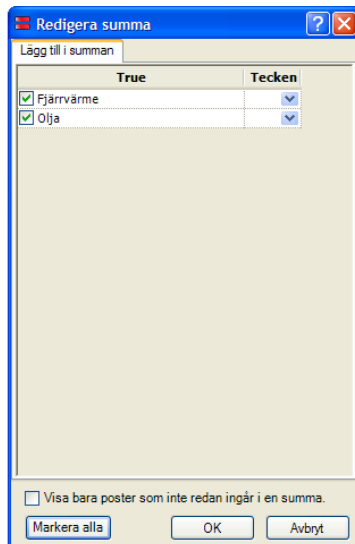 Redigera summa
Lägg till i summan
True Tecken
Fjärrvärme
Olja
Visa bara poster som inte redan ingår i en summa.
Markera alla OK Avbryt